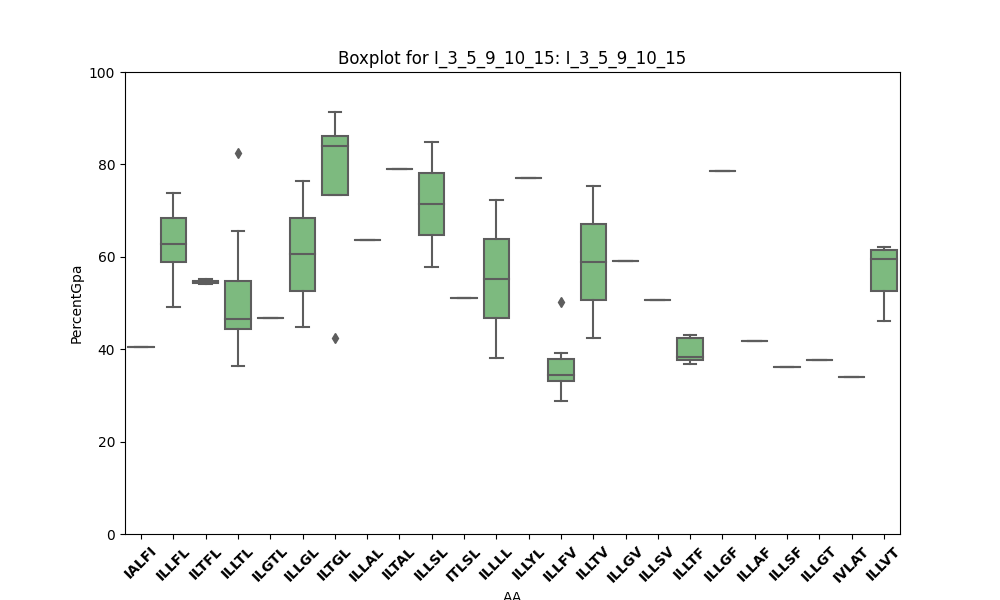 Boxplot for I_3_5_9_10_15: I_3_5_9_10_15
100
80
60
40
20
0
PercentGpa
IALFI ILLFL ILTFL ILLTL ILGTL ILLGL ILTGL ILLAL ILTAL ILLSL ITLSL ILLLL ILLYL ILLFV ILLTV ILLGV ILLSV ILLTF ILLGF ILLAF ILLSF ILLGT IVLAT ILLVT
AA